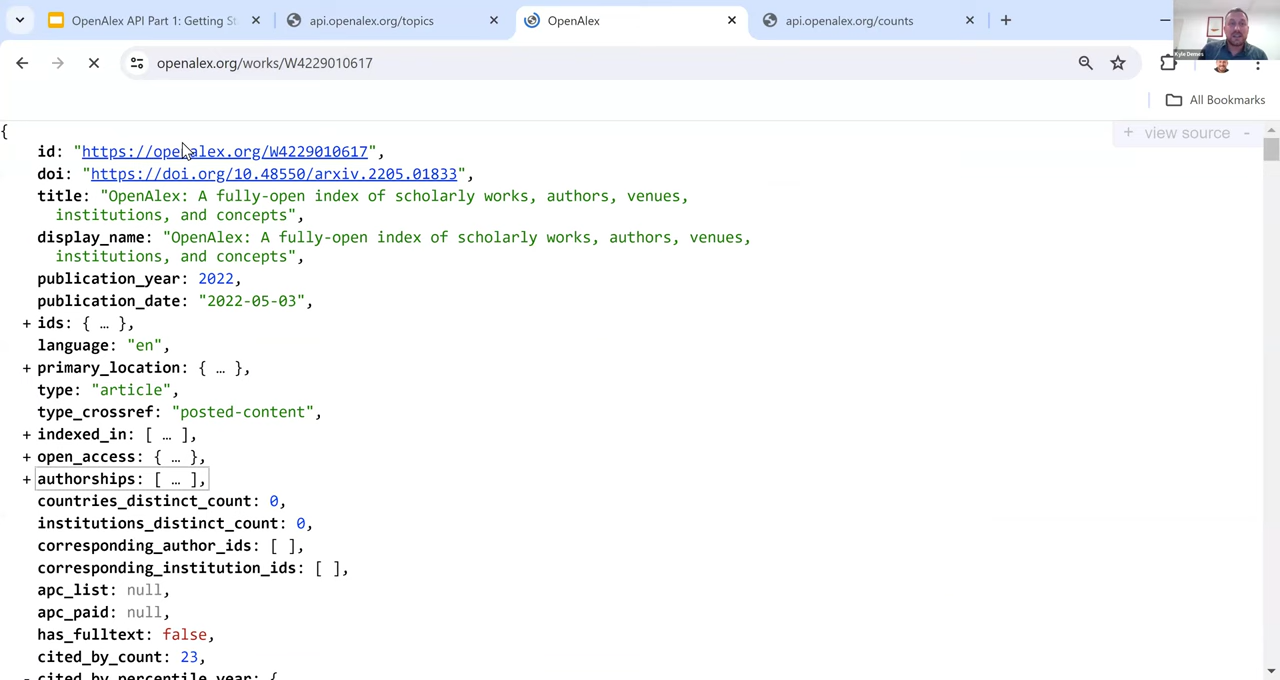 OpenAlex API Part 1: Getting St
api.openalex.org/topics
OpenAlex
api.openalex.org/counts
openalex.org/works/W4229010617
Kyle Demes
All Bookmarks
+ view source -
{
id: "https://openalex.org/W4229010617",
doi: "https://doi.org/10.48550/arxiv.2205.01833",
title: "OpenAlex: A fully-open index of scholarly works, authors, venues,
institutions, and concepts",
display_name: "OpenAlex: A fully-open index of scholarly works, authors, venues,
institutions, and concepts",
publication_year: 2022,
publication_date: "2022-05-03",
+ ids: { … },
language: "en",
+ primary_location: { … },
type: "article",
type_crossref: "posted-content",
+ indexed_in: [ … ],
+ open_access: { … },
+ authorships: [ … ],
countries_distinct_count: 0,
institutions_distinct_count: 0,
corresponding_author_ids: [ ],
corresponding_institution_ids: [ ],
apc_list: null,
apc_paid: null,
has_fulltext: false,
cited_by_count: 23,
- cited_by_percentile_year: {